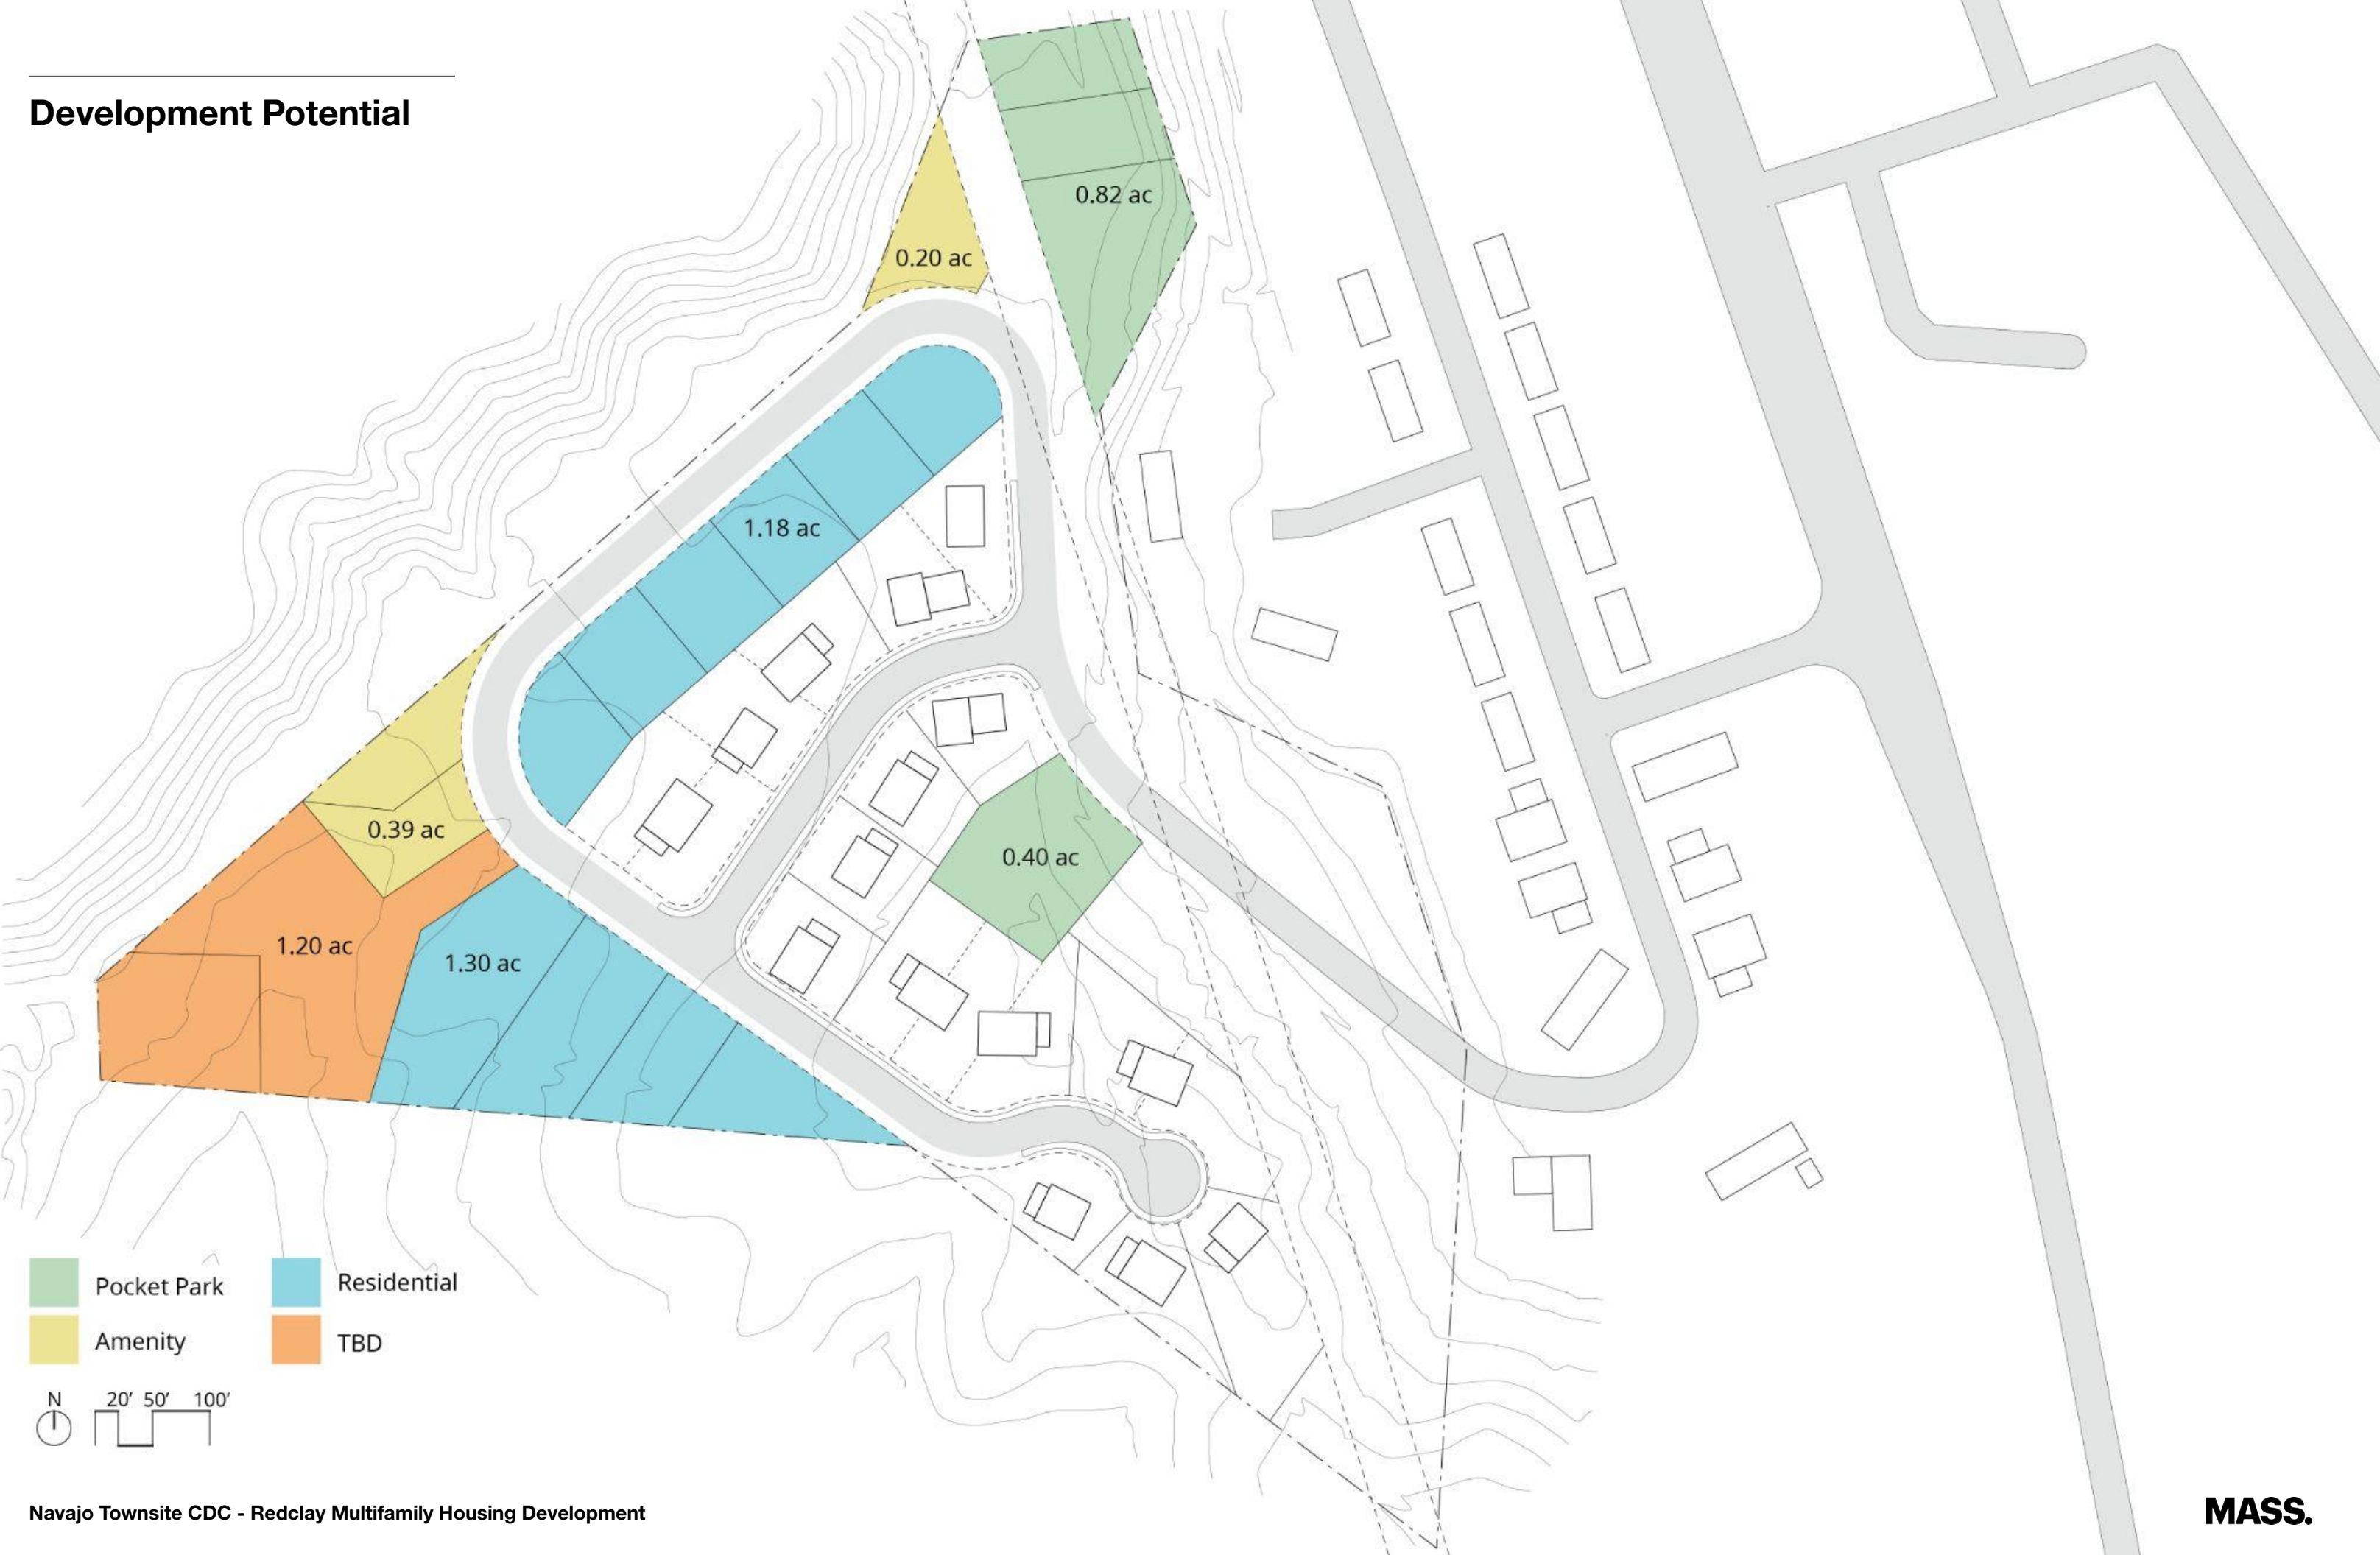 Development Potential
0.82 ac
0.20 ac
1.18 ac
0.39 ac
0.40 ac
1.20 ac
1.30 ac
Pocket Park
Residential
Amenity
TBD
N 20' 50' 100'
Navajo Townsite CDC - Redclay Multifamily Housing Development
MASS.